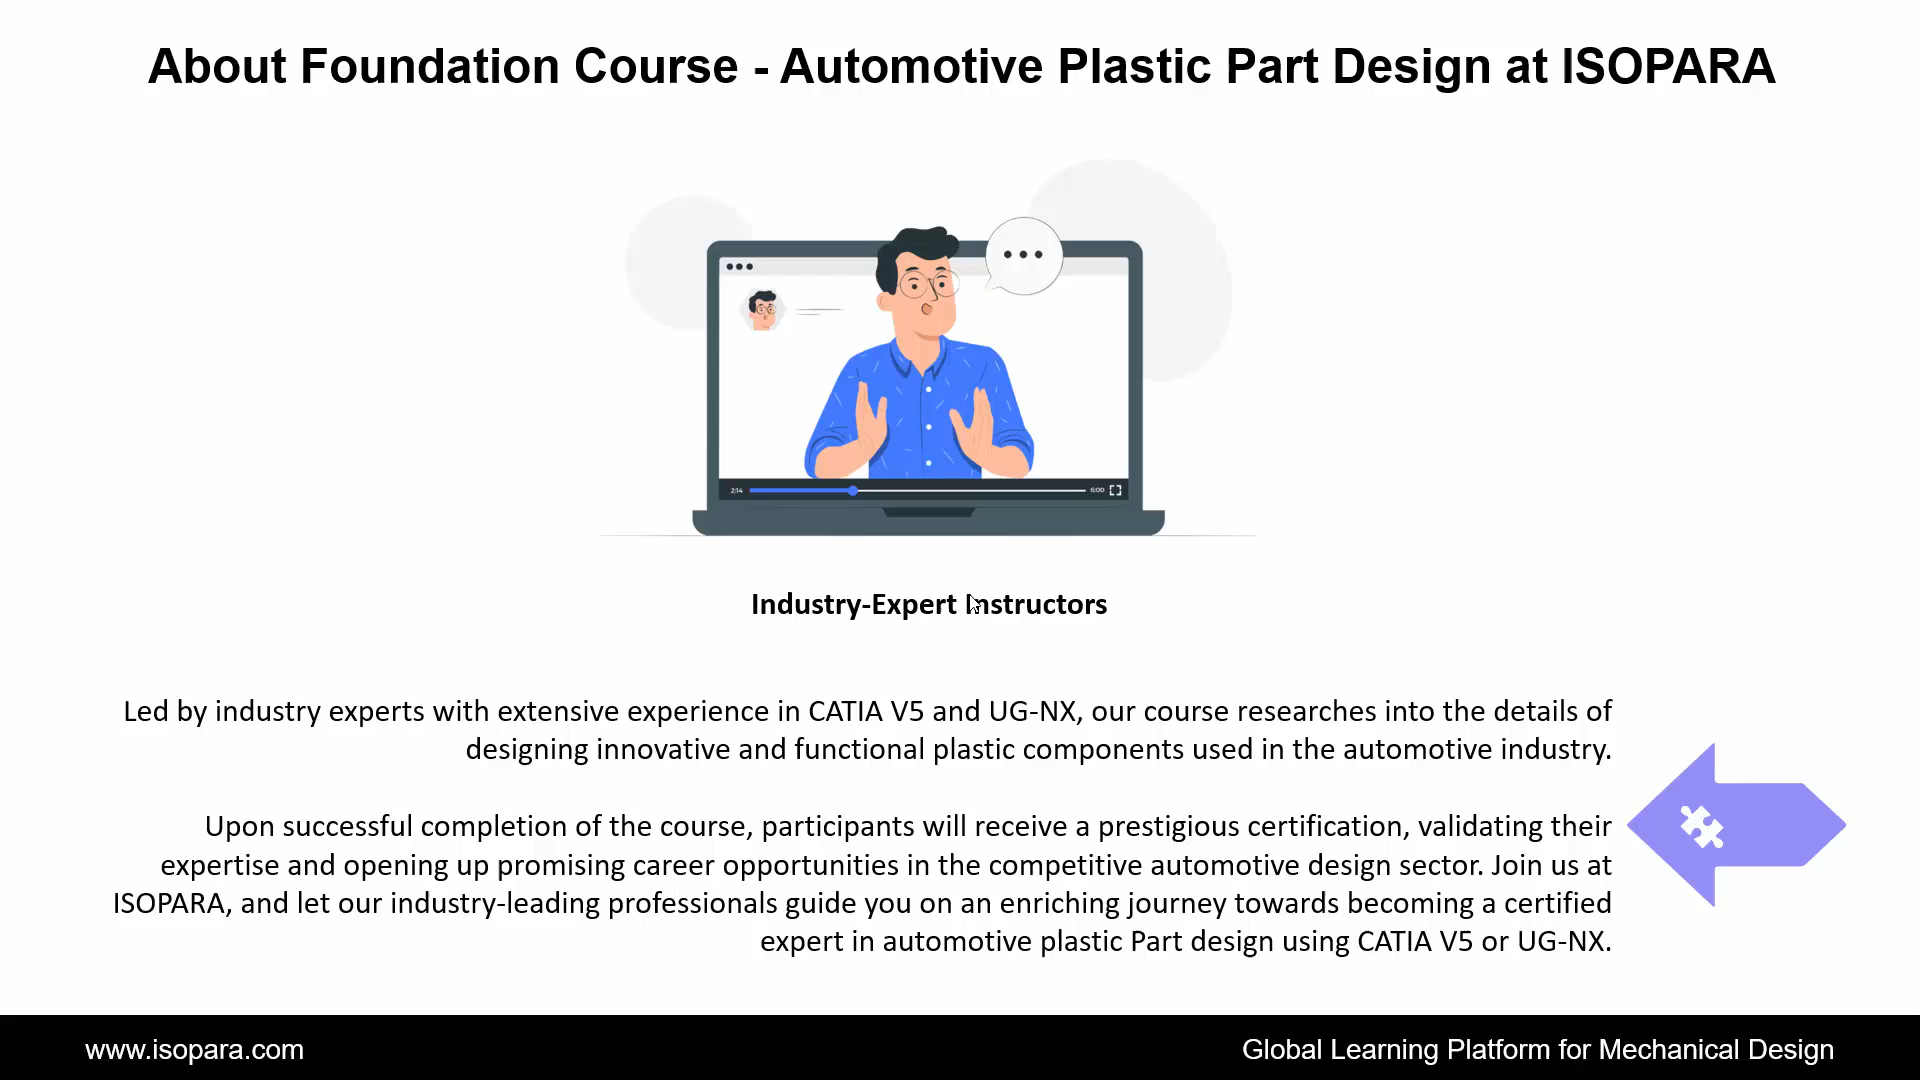 About Foundation Course - Automotive Plastic Part Design at ISOPARA
2:14
6:00
Industry-Expert Instructors
Led by industry experts with extensive experience in CATIA V5 and UG-NX, our course researches into the details of
designing innovative and functional plastic components used in the automotive industry.
Upon successful completion of the course, participants will receive a prestigious certification, validating their
expertise and opening up promising career opportunities in the competitive automotive design sector. Join us at
ISOPARA, and let our industry-leading professionals guide you on an enriching journey towards becoming a certified
expert in automotive plastic Part design using CATIA V5 or UG-NX.
www.isopara.com
Global Learning Platform for Mechanical Design